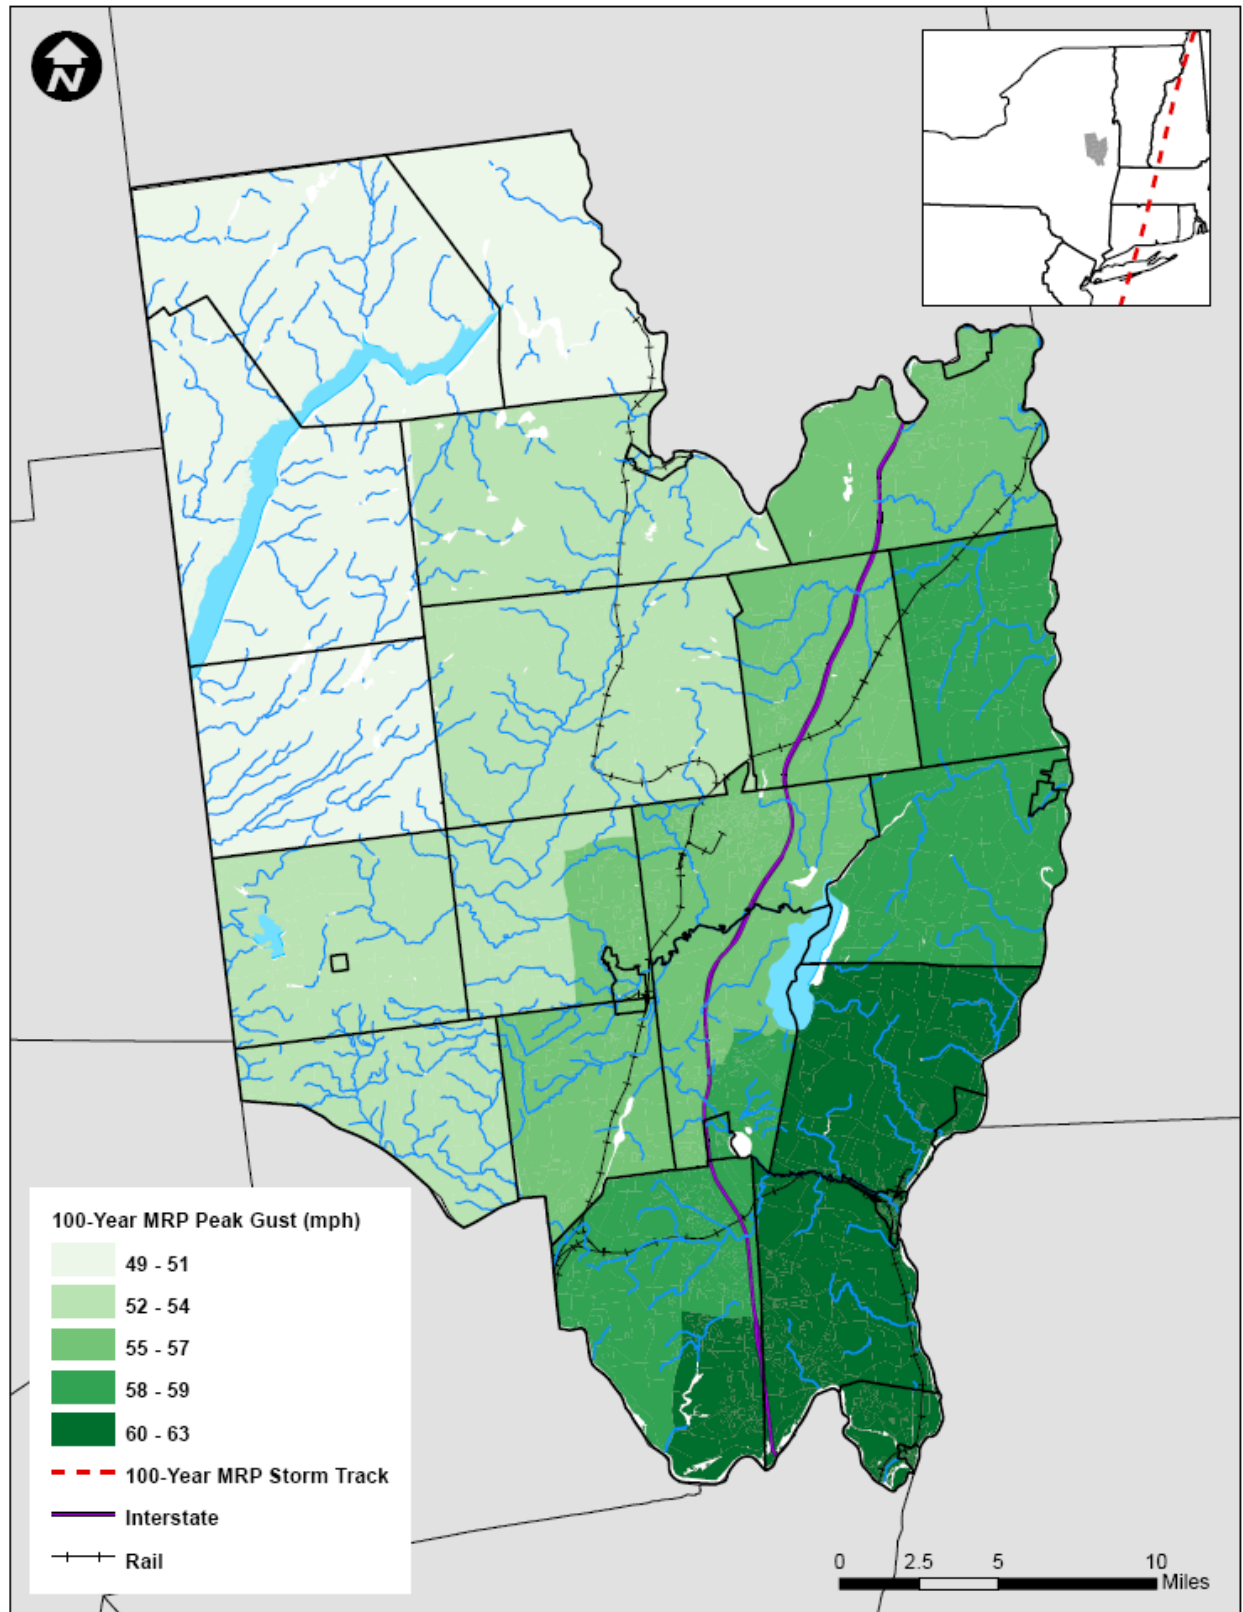 N
100-Year MRP Peak Gust (mph)
49 - 51
52 - 54
55 - 57
58 - 59
60 - 63
100-Year MRP Storm Track
Interstate
Rail
0 2.5 5 10
Miles